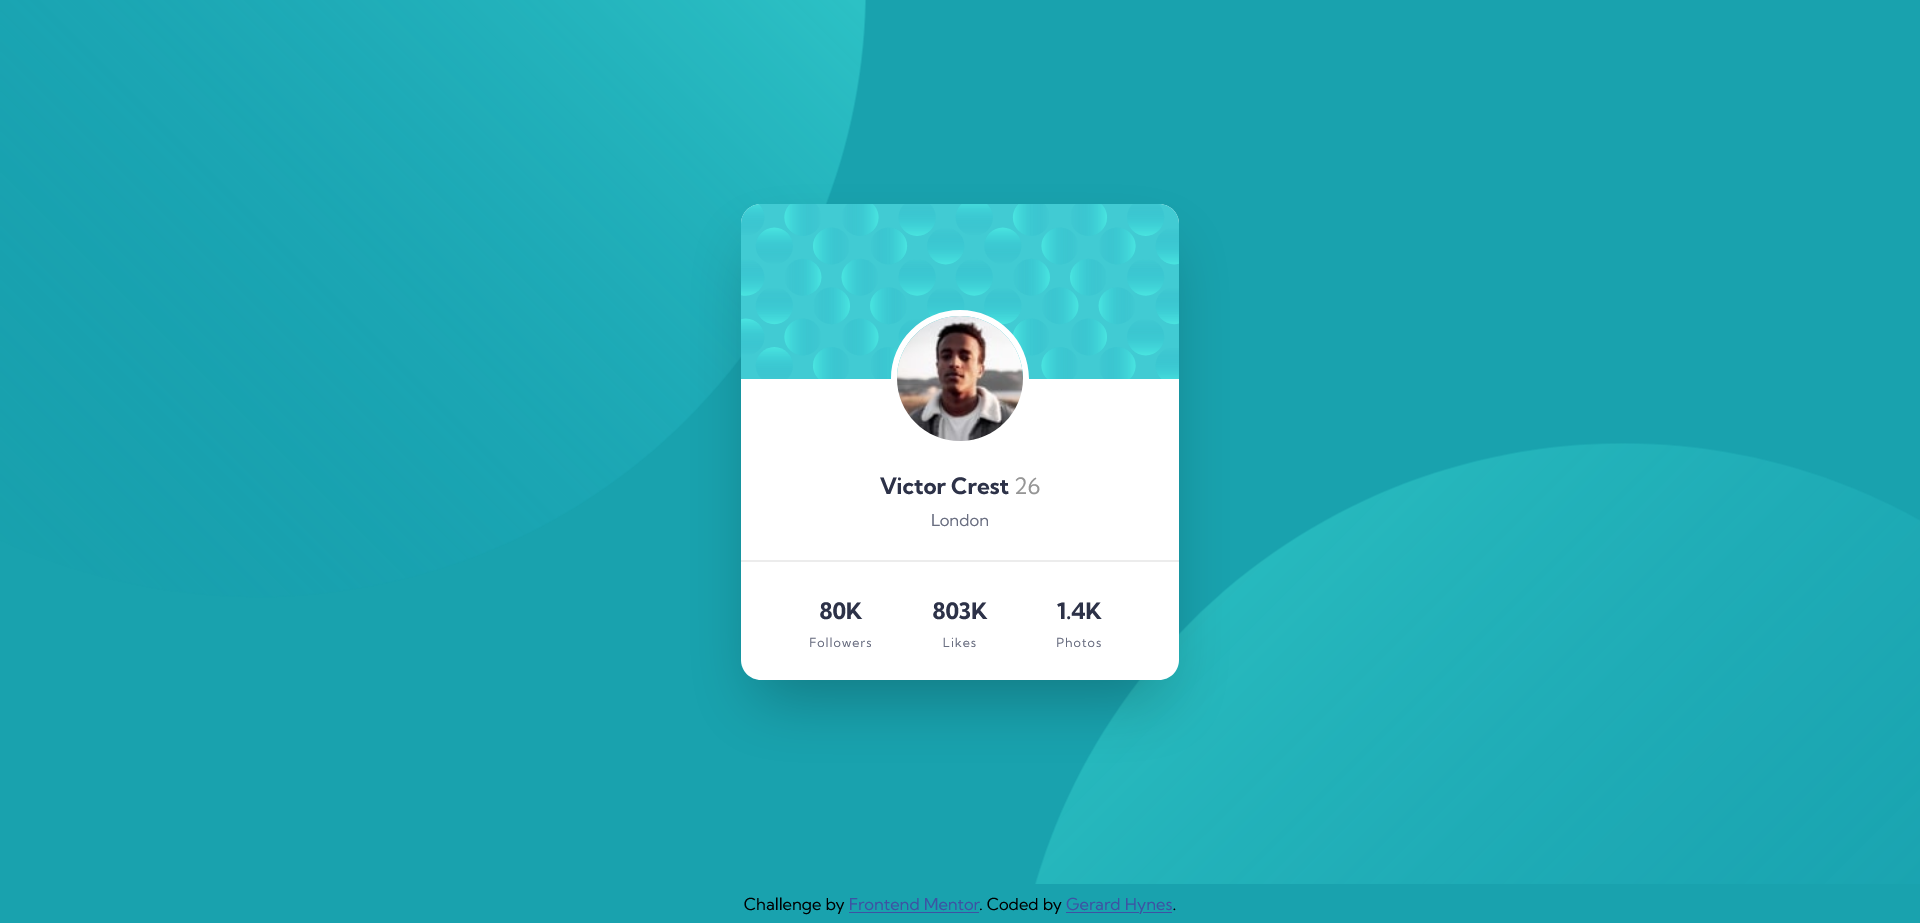 Victor Crest 26
London
80K 803K 1.4K
Followers Likes Photos
Challenge by Frontend Mentor. Coded by Gerard Hynes.